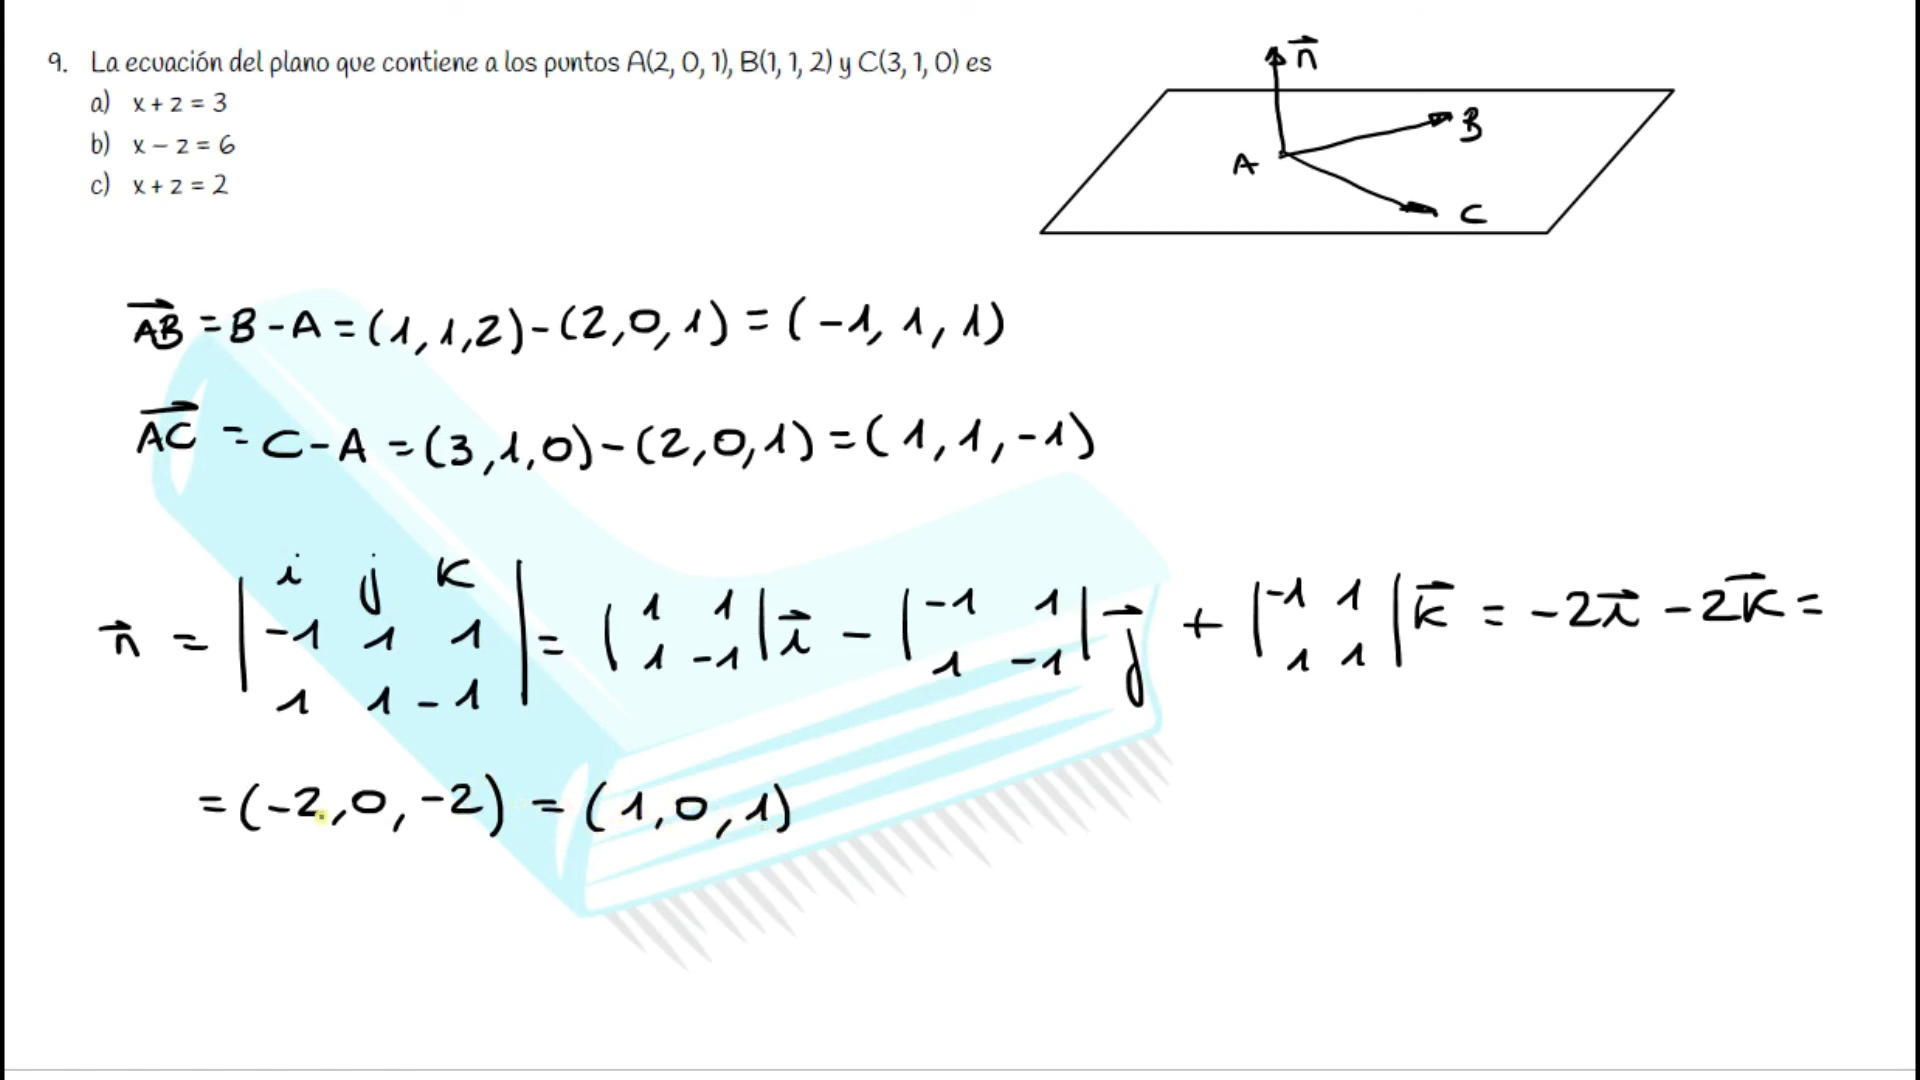 9. La ecuación del plano que contiene a los puntos A(2, 0, 1), B(1, 1, 2) y C(3, 1, 0) es
a) x + z = 3
b) x – z = 6
c) x + z = 2
n⃗
A
B
C
A⃗B⃗ = B - A = (1, 1, 2) - (2, 0, 1) = (-1, 1, 1)
A⃗C⃗ = C - A = (3, 1, 0) - (2, 0, 1) = (1, 1, -1)
n⃗ = | i j k ; -1 1 1 ; 1 1 -1 | = | 1 1 ; 1 -1 | i⃗ - | -1 1 ; 1 -1 | j⃗ + | -1 1 ; 1 1 | k⃗ = -2i⃗ - 2k⃗ =
= (-2, 0, -2) = (1, 0, 1)